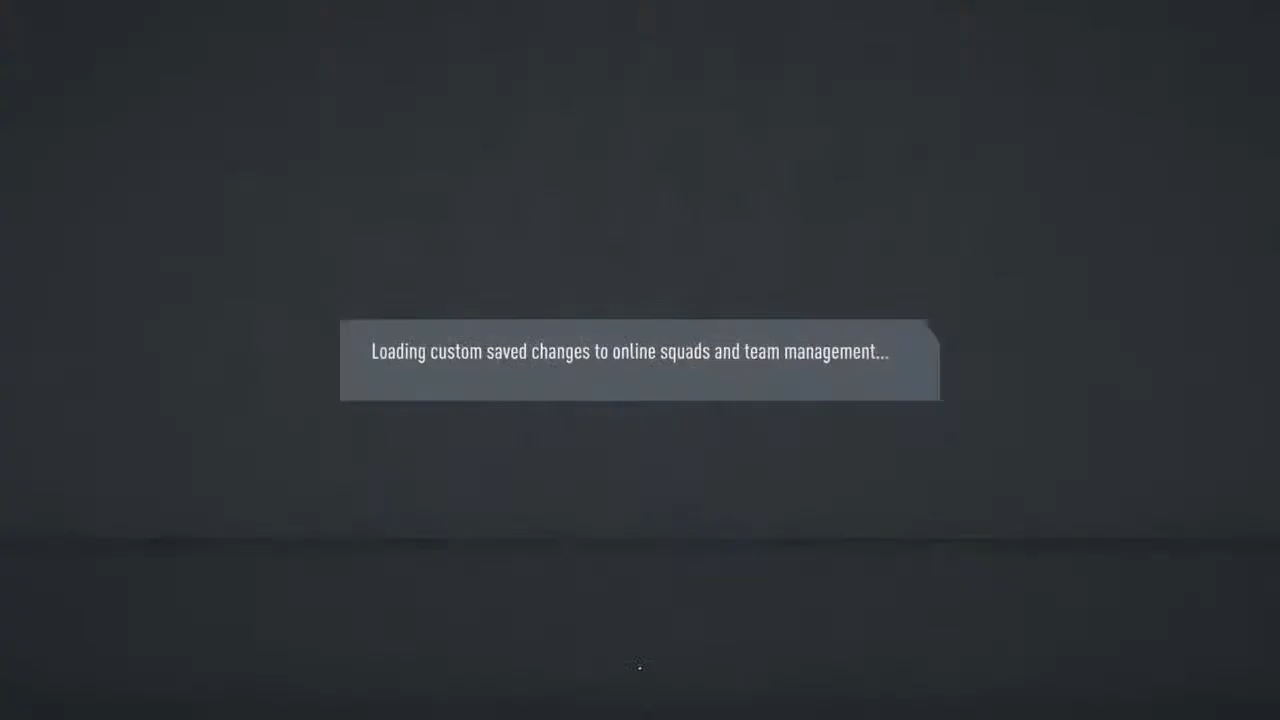 Loading custom saved changes to online squads and team management...